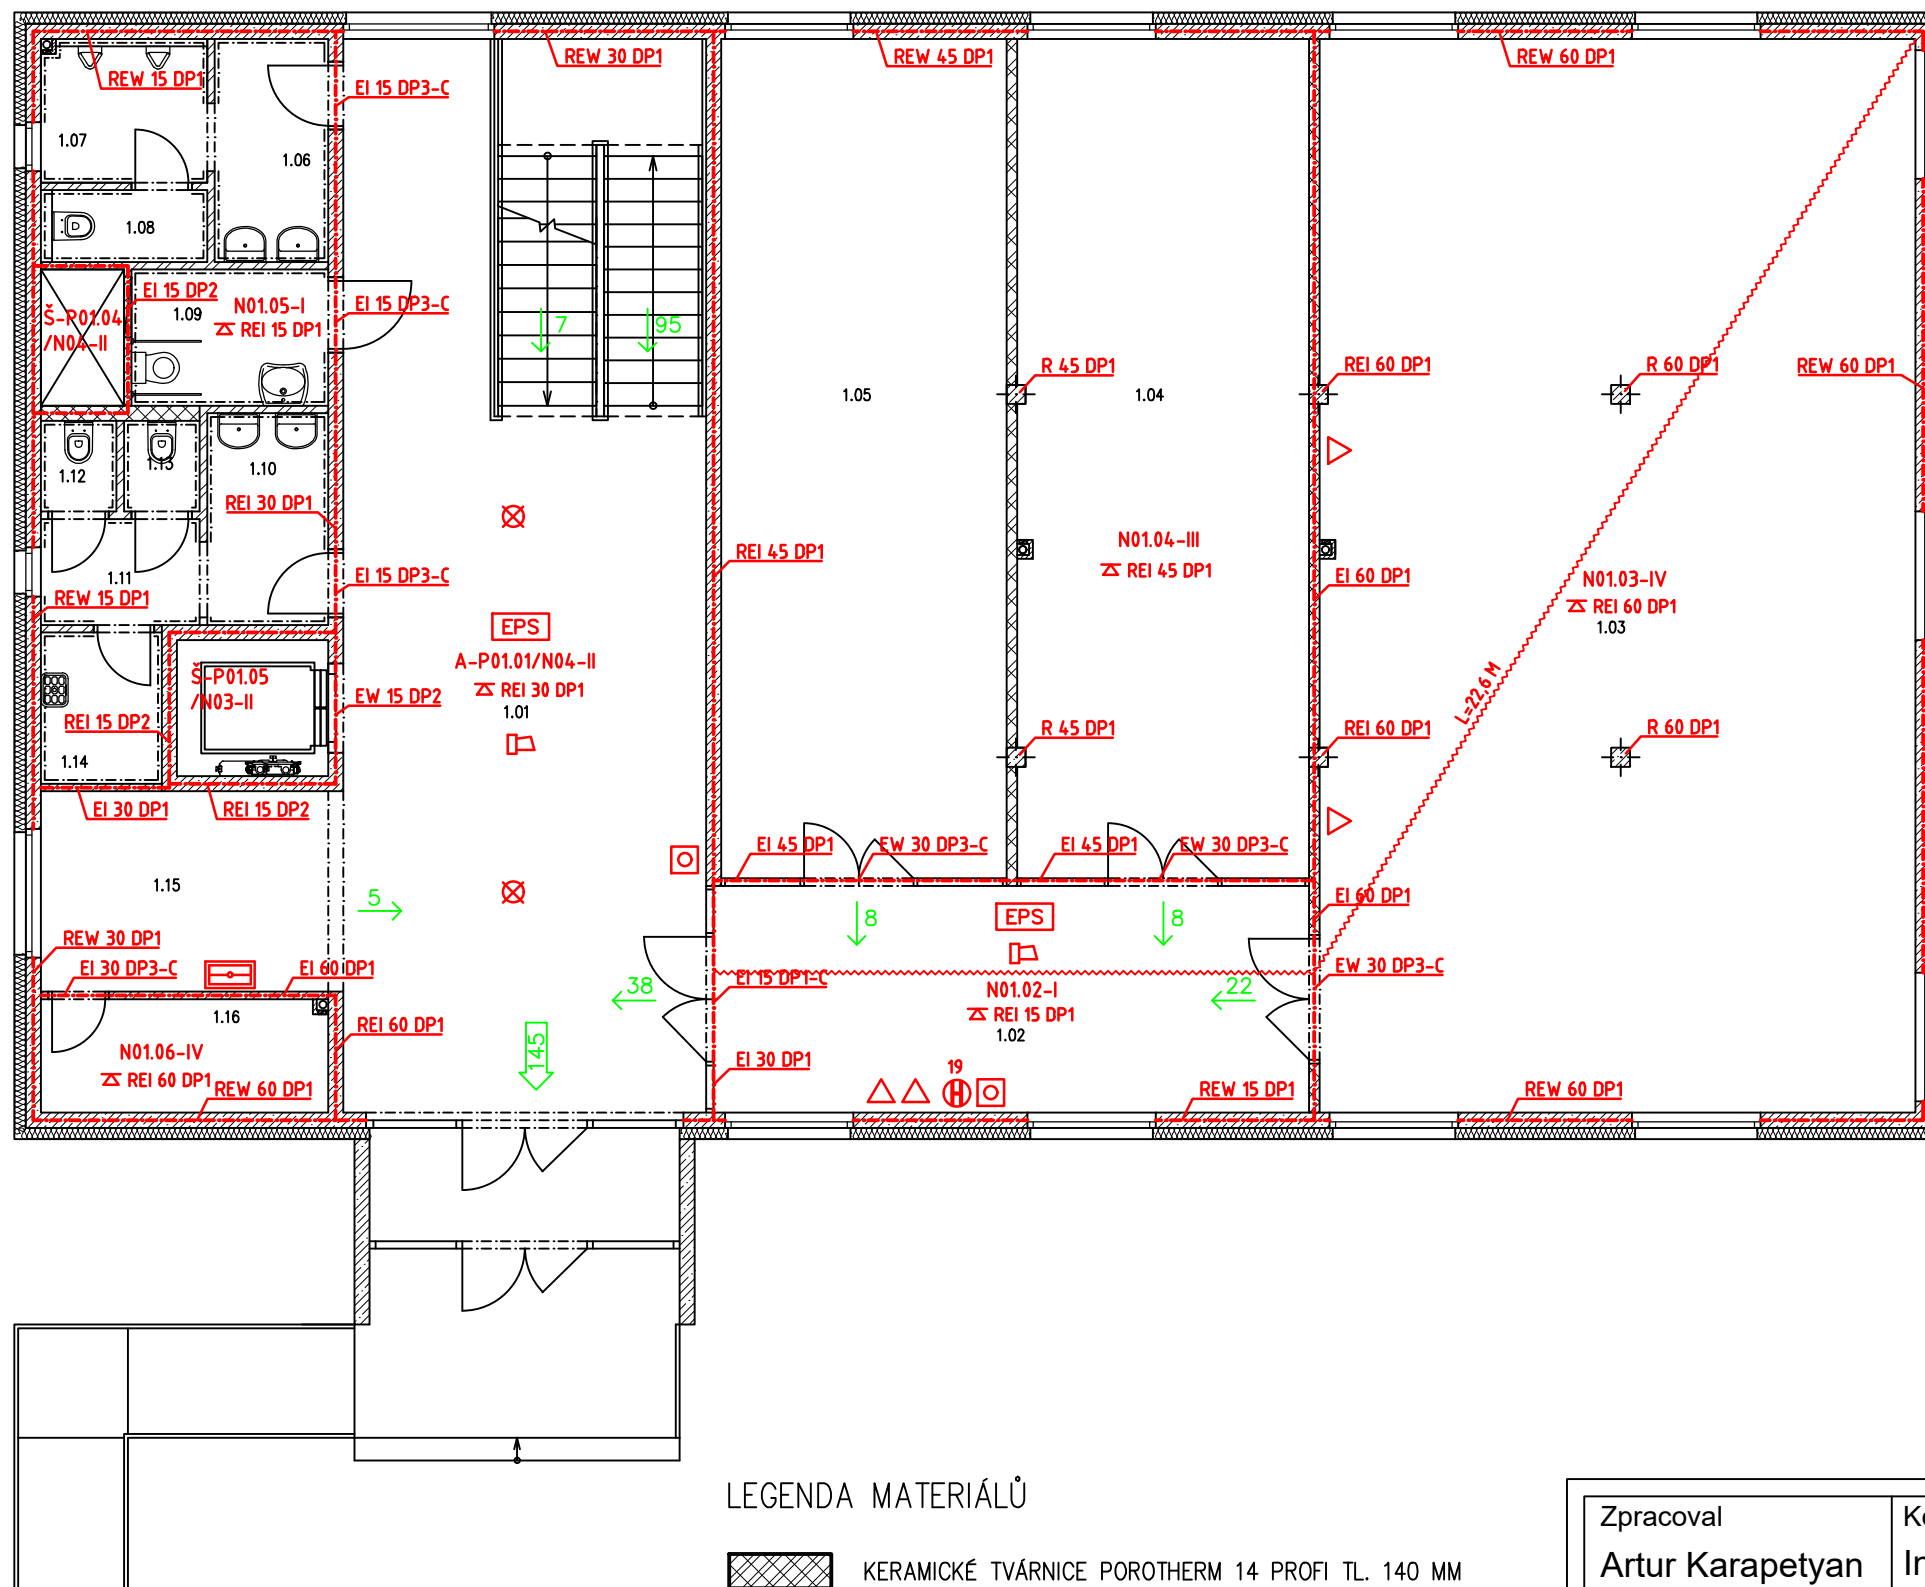 REW 30 DP1
REW 45 DP1
REW 60 DP1
REW 15 DP1
EI 15 DP3-C
1.07
1.06
1.08
EI 15 DP2
N01.05-I
1.09
REI 15 DP1
EI 15 DP3-C
Š-P01.04
/N04-II
7
95
R 45 DP1
REI 60 DP1
R 60 DP1
REW 60 DP1
1.05
1.04
1.12
1.13
1.10
REI 30 DP1
N01.04-III
REI 45 DP1
REI 45 DP1
1.11
EI 15 DP3-C
EI 60 DP1
N01.03-IV
REI 60 DP1
1.03
REW 15 DP1
EPS
A-P01.01/N04-II
REI 30 DP1
1.01
Š-P01.05
/N03-II
EW 15 DP2
L=22,6 M
REI 15 DP2
1.14
R 45 DP1
REI 60 DP1
R 60 DP1
EI 30 DP1
REI 15 DP2
EI 45 DP1
EW 30 DP3-C
EI 45 DP1
EW 30 DP3-C
1.15
5
8
8
EI 60 DP1
EPS
REW 30 DP1
EI 30 DP3-C
EI 60 DP1
38
EI 15 DP1-C
22
EW 30 DP3-C
N01.02-I
REI 15 DP1
1.02
1.16
REI 60 DP1
145
N01.06-IV
REI 60 DP1
REW 60 DP1
EI 30 DP1
19
H
REW 15 DP1
REW 60 DP1
LEGENDA MATERIÁLŮ
KERAMICKÉ TVÁRNICE POROTHERM 14 PROFI TL. 140 MM
Zpracoval
Artur Karapetyan